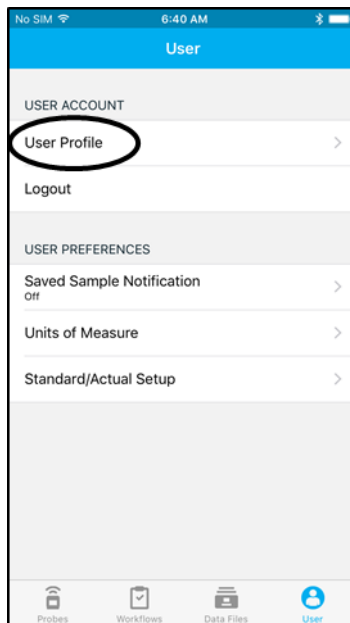 No SIM 6:40 AM
User
USER ACCOUNT
User Profile
Logout
USER PREFERENCES
Saved Sample Notification
Off
Units of Measure
Standard/Actual Setup
Probes Workflows Data Files User